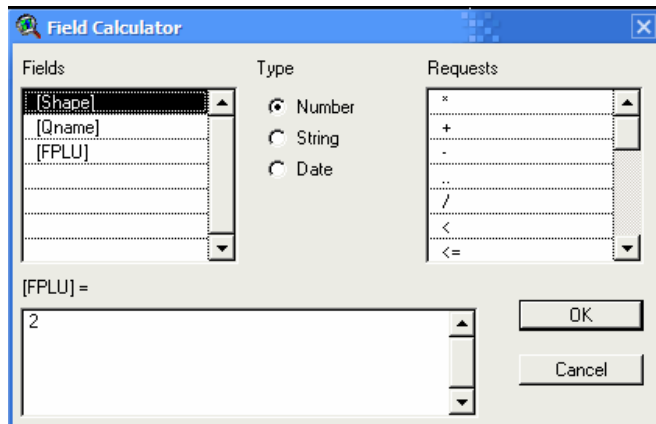 Field Calculator
Fields
Type
Requests
[Shape]
[Qname]
[FPLU]
Number
String
Date
*
+
-
..
/
<
<=
[FPLU] =
2
OK
Cancel